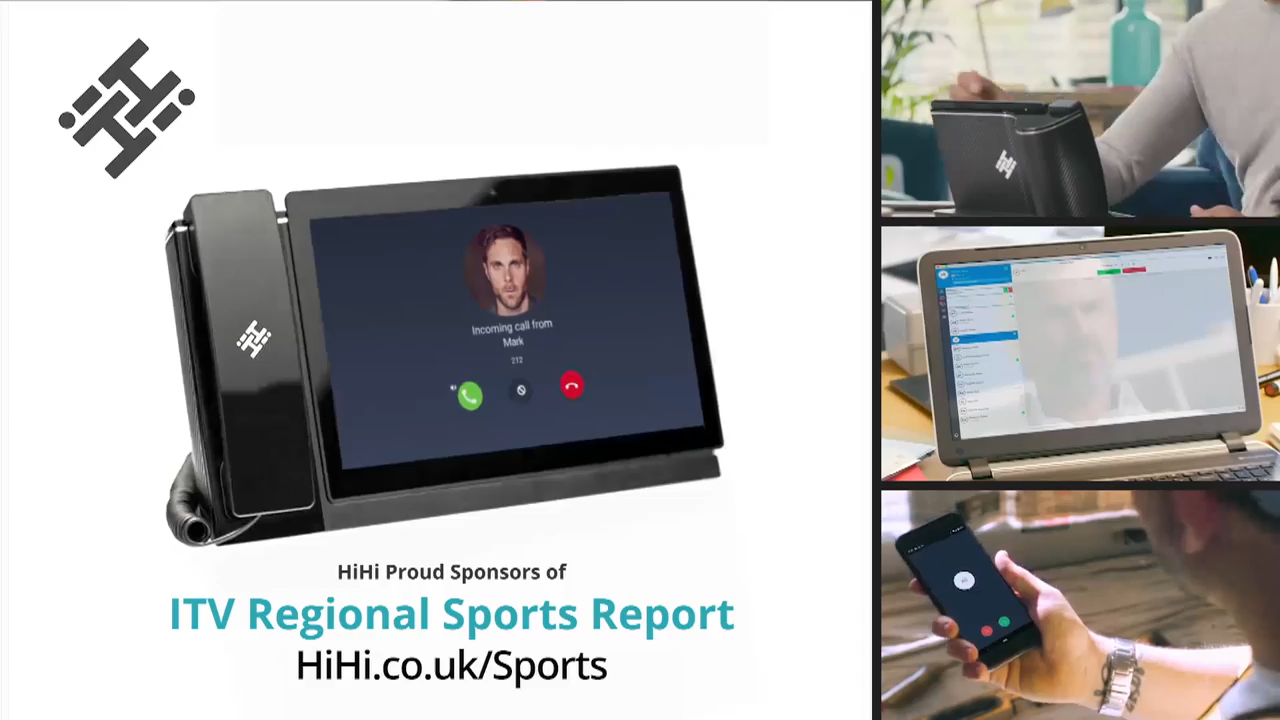 Incoming call from
Mark
212
HiHi Proud Sponsors of
ITV Regional Sports Report
HiHi.co.uk/Sports